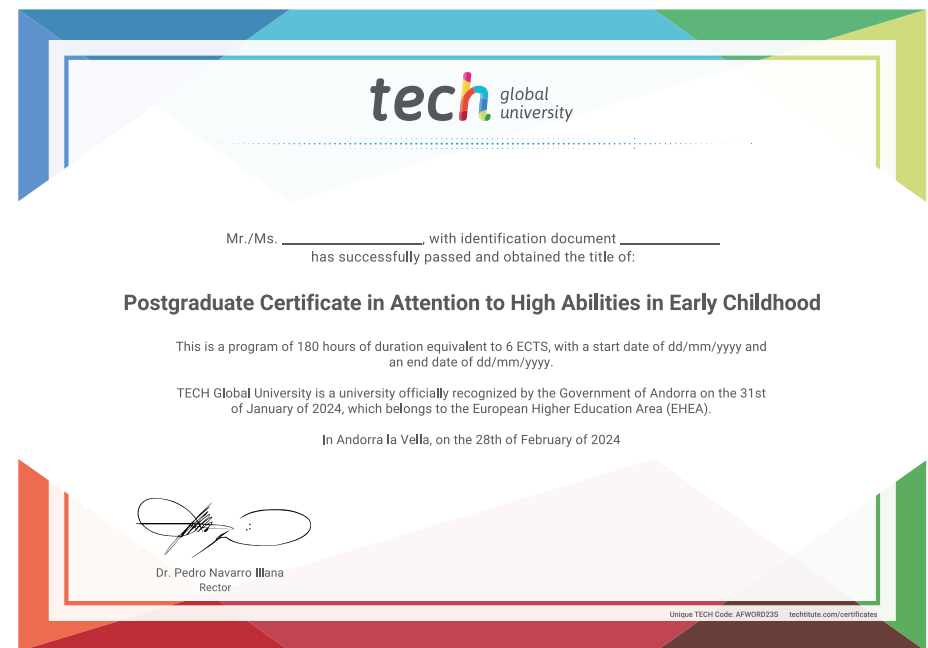 tech global
university
Mr./Ms. ____________, with identification document ____________
has successfully passed and obtained the title of:
Postgraduate Certificate in Attention to High Abilities in Early Childhood
This is a program of 180 hours of duration equivalent to 6 ECTS, with a start date of dd/mm/yyyy and
an end date of dd/mm/yyyy.
TECH Global University is a university officially recognized by the Government of Andorra on the 31st
of January of 2024, which belongs to the European Higher Education Area (EHEA).
In Andorra la Vella, on the 28th of February of 2024
Dr. Pedro Navarro Illana
Rector
Unique TECH Code: AFWORD23S techtitute.com/certificates